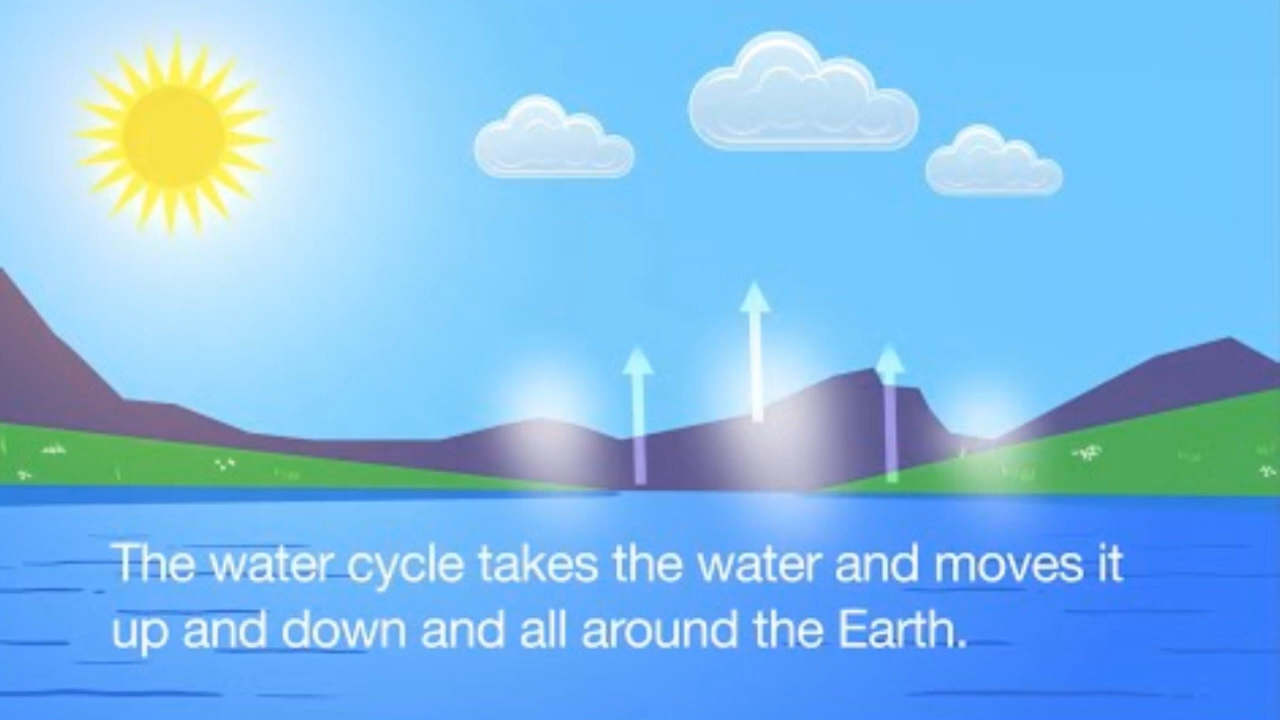 The water cycle takes the water and moves it
up and down and all around the Earth.